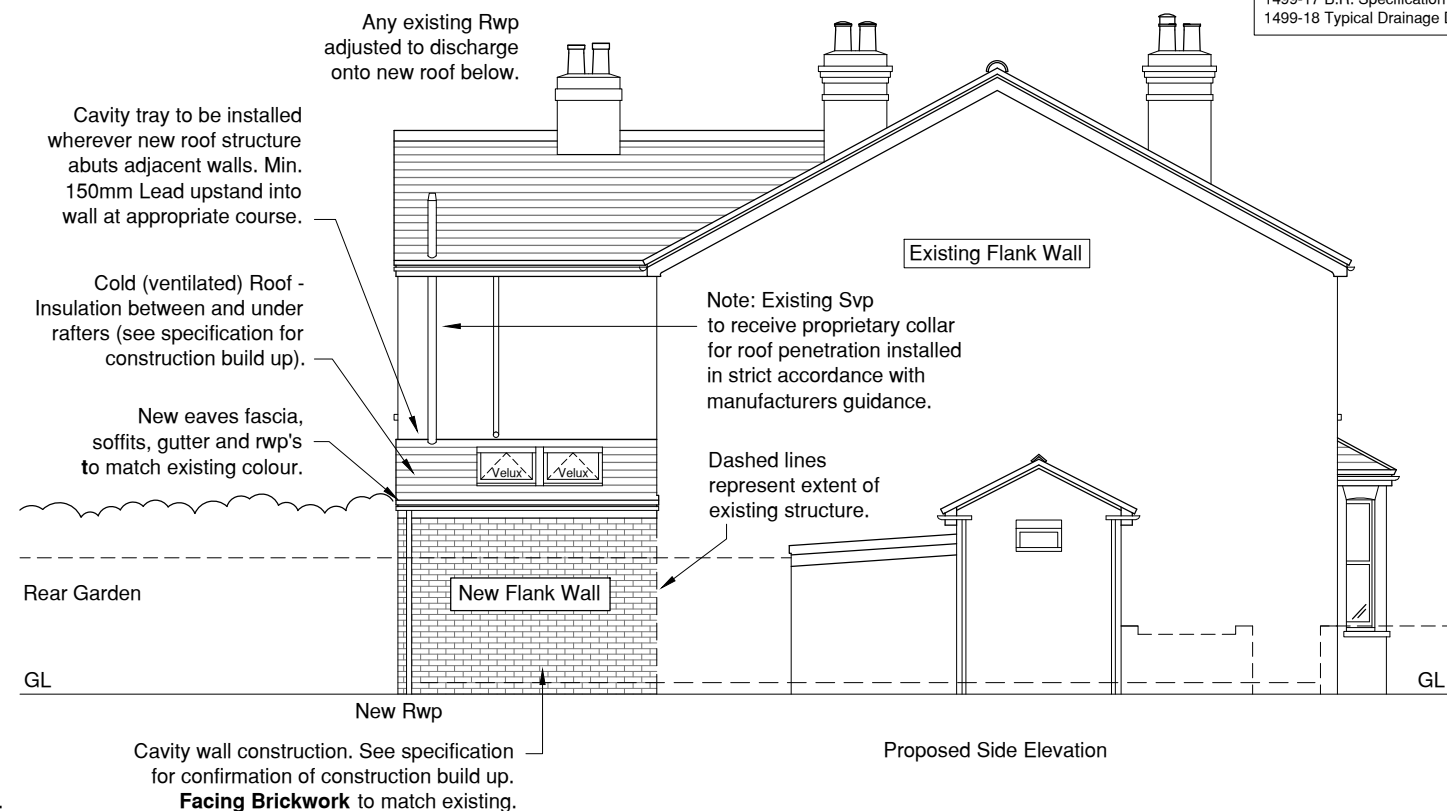 1499-17 B.R. Specification
1499-18 Typical Drainage
Any existing Rwp
adjusted to discharge
onto new roof below.
Cavity tray to be installed
wherever new roof structure
abuts adjacent walls. Min.
150mm Lead upstand into
wall at appropriate course.
Existing Flank Wall
Cold (ventilated) Roof -
Insulation between and under
rafters (see specification for
construction build up).
Note: Existing Svp
to receive proprietary collar
for roof penetration installed
in strict accordance with
manufacturers guidance.
New eaves fascia,
soffits, gutter and rwp's
to match existing colour.
Velux
Velux
Dashed lines
represent extent of
existing structure.
Rear Garden
New Flank Wall
GL
GL
New Rwp
Cavity wall construction. See specification
for confirmation of construction build up.
Facing Brickwork to match existing.
Proposed Side Elevation